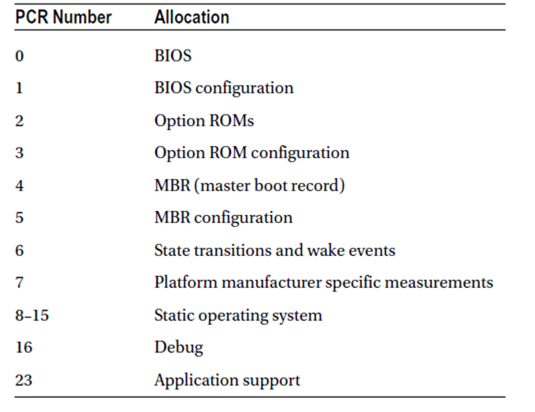 PCR Number Allocation
0 BIOS
1 BIOS configuration
2 Option ROMs
3 Option ROM configuration
4 MBR (master boot record)
5 MBR configuration
6 State transitions and wake events
7 Platform manufacturer specific measurements
8–15 Static operating system
16 Debug
23 Application support